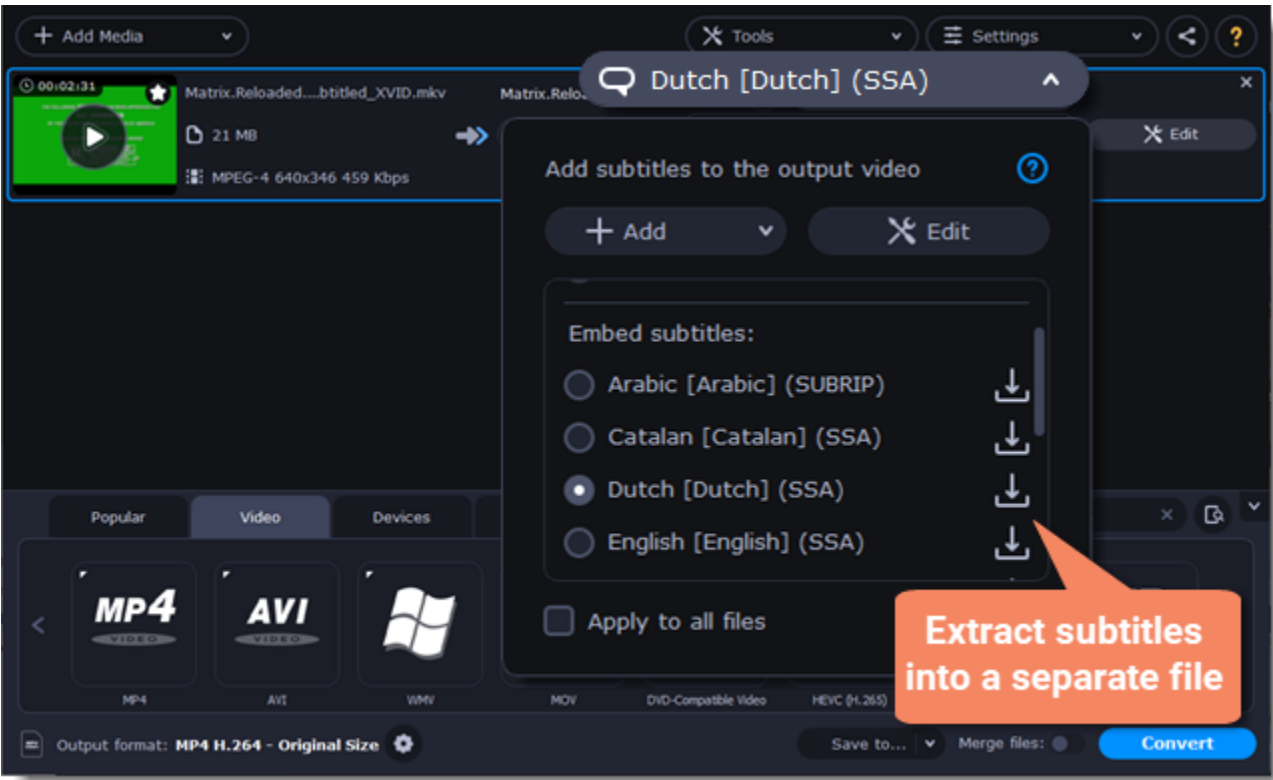 Add Media
Tools
Settings
?
00:02:31
Matrix.Reloaded....btitled_XVID.mkv
Matrix.Relo
Dutch [Dutch] (SSA)
21 MB
Edit
MPEG-4 640x346 459 Kbps
Add subtitles to the output video
?
Add
Edit
Embed subtitles:
Arabic [Arabic] (SUBRIP)
Catalan [Catalan] (SSA)
Dutch [Dutch] (SSA)
English [English] (SSA)
Apply to all files
Extract subtitles
into a separate file
Popular
Video
Devices
MP4
VIDEO
AVI
VIDEO
MP4
AVI
WMV
MOV
DVD-Compatible Video
HEVC (H.265)
Output format: MP4 H.264 - Original Size
Save to...
Merge files:
Convert